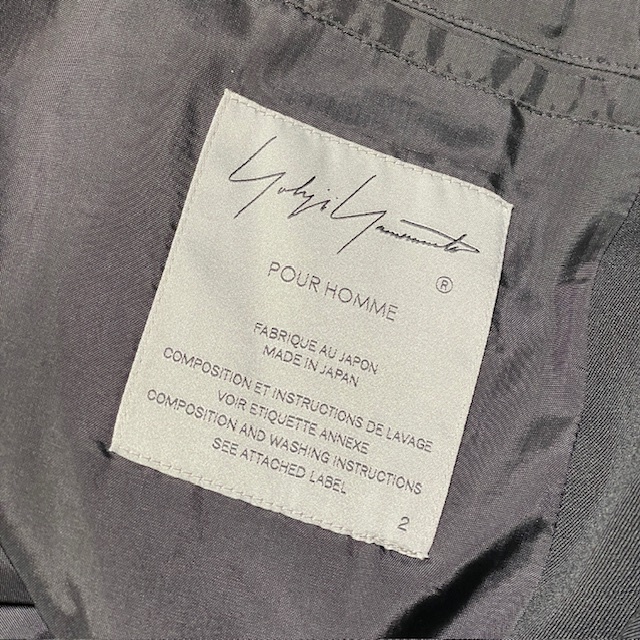 Yohji Yamamoto
®
POUR HOMME
FABRIQUE AU JAPON
MADE IN JAPAN
COMPOSITION ET INSTRUCTIONS DE LAVAGE
VOIR ETIQUETTE ANNEXE
COMPOSITION AND WASHING INSTRUCTIONS
SEE ATTACHED LABEL
2